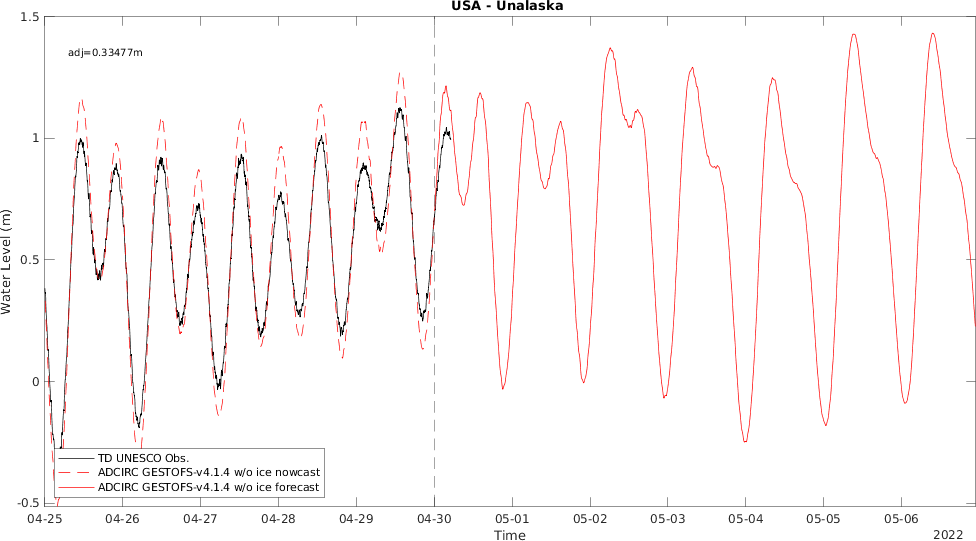 USA - Unalaska
adj=0.33477m
Water Level (m)
1.5
1
0.5
0
-0.5
TD UNESCO Obs.
ADCIRC GESTOFS-v4.1.4 w/o ice nowcast
ADCIRC GESTOFS-v4.1.4 w/o ice forecast
04-25 04-26 04-27 04-28 04-29 04-30 05-01 05-02 05-03 05-04 05-05 05-06
Time
2022